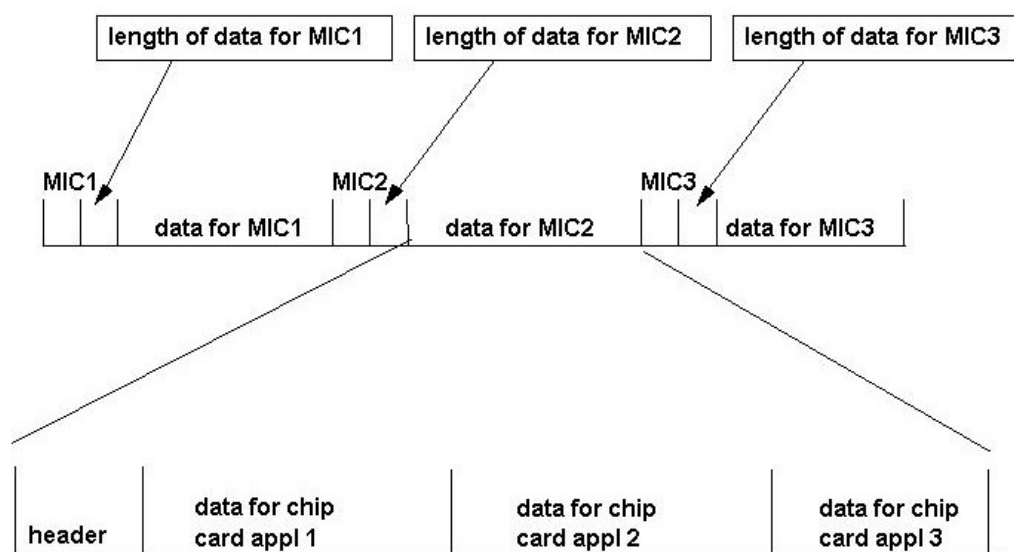 length of data for MIC1
length of data for MIC2
length of data for MIC3
MIC1
MIC2
MIC3
data for MIC1
data for MIC2
data for MIC3
header
data for chip
card appl 1
data for chip
card appl 2
data for chip
card appl 3